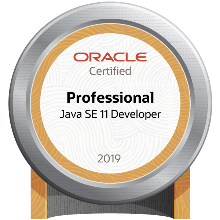 ORACLE
Certified
Professional
Java SE 11 Developer
2019